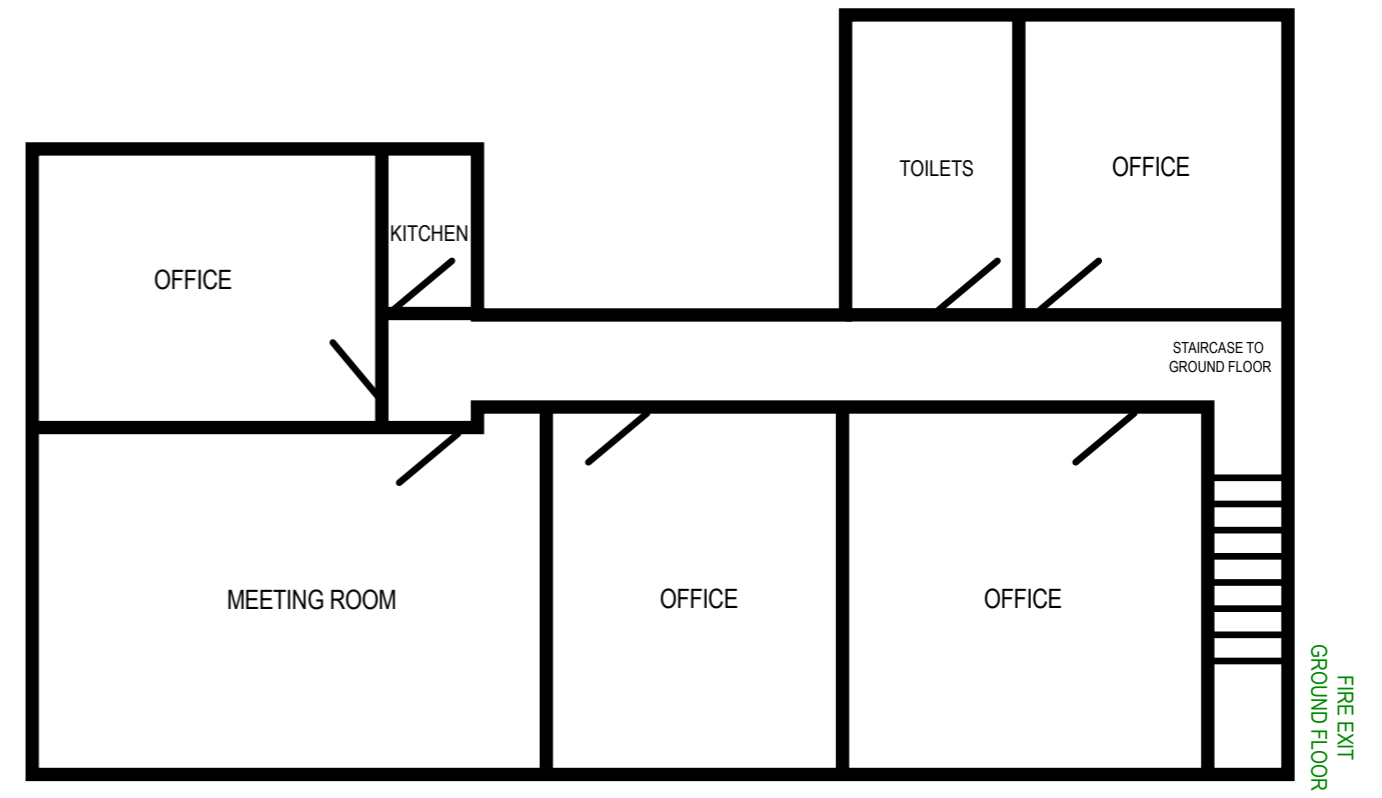 TOILETS
OFFICE
KITCHEN
OFFICE
STAIRCASE TO
GROUND FLOOR
MEETING ROOM
OFFICE
OFFICE
FIRE EXIT
GROUND FLOOR